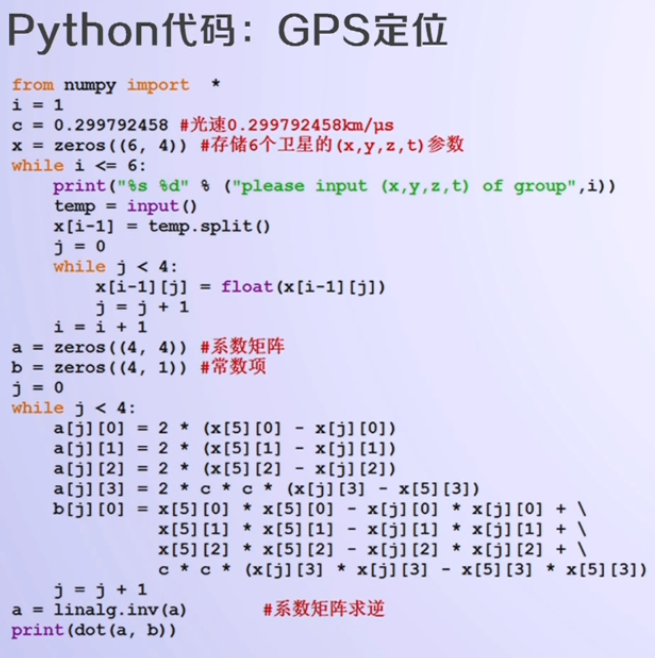 Python代码：GPS定位
from numpy import  *
i = 1
c = 0.299792458 #光速0.299792458km/μs
x = zeros((6, 4)) #存储6个卫星的(x,y,z,t)参数
while i <= 6:
    print("%s %d" % ("please input (x,y,z,t) of group",i))
    temp = input()
    x[i-1] = temp.split()
    j = 0
    while j < 4:
        x[i-1][j] = float(x[i-1][j])
        j = j + 1
    i = i + 1
a = zeros((4, 4)) #系数矩阵
b = zeros((4, 1)) #常数项
j = 0
while j < 4:
    a[j][0] = 2 * (x[5][0] - x[j][0])
    a[j][1] = 2 * (x[5][1] - x[j][1])
    a[j][2] = 2 * (x[5][2] - x[j][2])
    a[j][3] = 2 * c * c * (x[j][3] - x[5][3])
    b[j][0] = x[5][0] * x[5][0] - x[j][0] * x[j][0] + \
              x[5][1] * x[5][1] - x[j][1] * x[j][1] + \
              x[5][2] * x[5][2] - x[j][2] * x[j][2] + \
              c * c * (x[j][3] * x[j][3] - x[5][3] * x[5][3])
    j = j + 1
a = linalg.inv(a)       #系数矩阵求逆
print(dot(a, b))